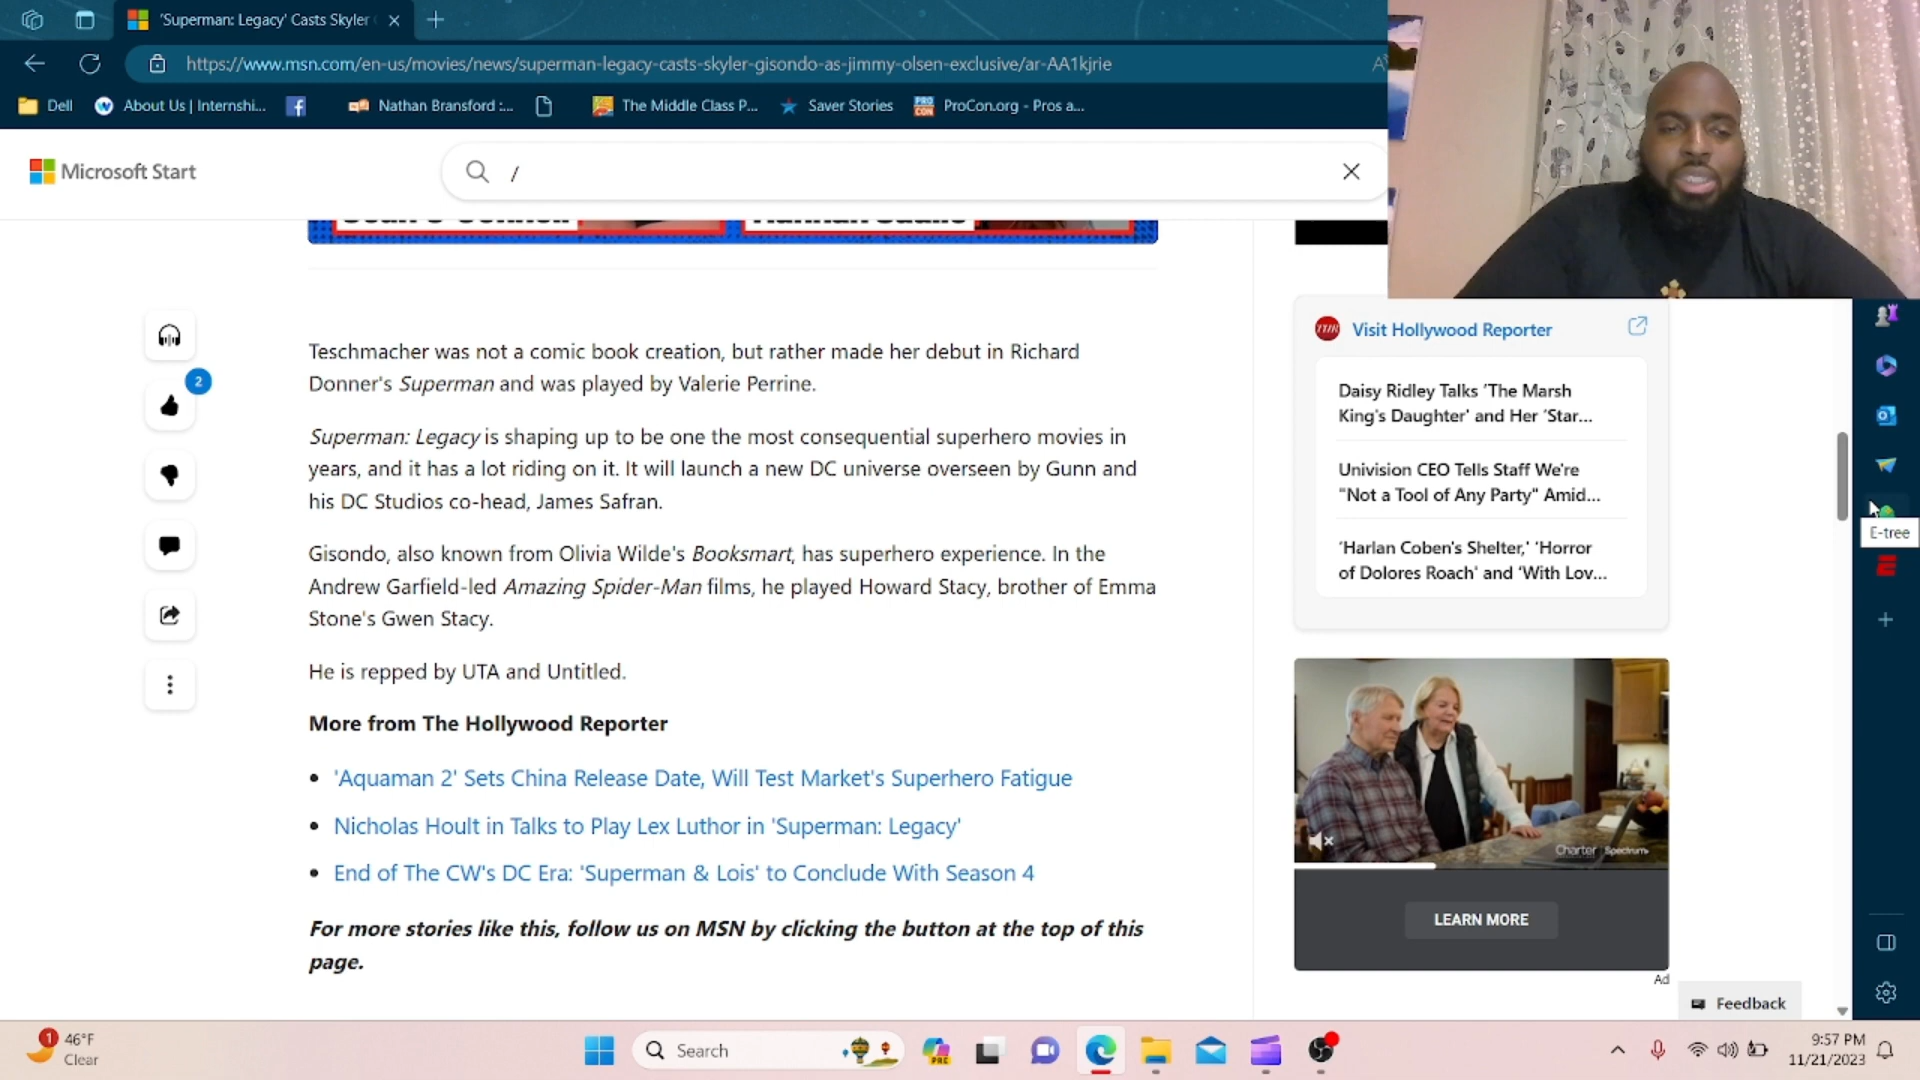 'Superman: Legacy' Casts Skyler
https://www.msn.com/en-us/movies/news/superman-legacy-casts-skyler-gisondo-as-jimmy-olsen-exclusive/ar-AA1kjrie
Dell
About Us | Internshi...
Nathan Bransford :...
The Middle Class P...
Saver Stories
PRO CON
ProCon.org - Pros a...
Microsoft Start
/
Teschmacher was not a comic book creation, but rather made her debut in Richard
Donner's Superman and was played by Valerie Perrine.
Superman: Legacy is shaping up to be one the most consequential superhero movies in
years, and it has a lot riding on it. It will launch a new DC universe overseen by Gunn and
his DC Studios co-head, James Safran.
Gisondo, also known from Olivia Wilde's Booksmart, has superhero experience. In the
Andrew Garfield-led Amazing Spider-Man films, he played Howard Stacy, brother of Emma
Stone's Gwen Stacy.
He is repped by UTA and Untitled.
More from The Hollywood Reporter
• 'Aquaman 2' Sets China Release Date, Will Test Market's Superhero Fatigue
• Nicholas Hoult in Talks to Play Lex Luthor in 'Superman: Legacy'
• End of The CW's DC Era: 'Superman & Lois' to Conclude With Season 4
For more stories like this, follow us on MSN by clicking the button at the top of this
page.
2
THR
Visit Hollywood Reporter
Daisy Ridley Talks 'The Marsh
King's Daughter' and Her 'Star...
Univision CEO Tells Staff We're
"Not a Tool of Any Party" Amid...
'Harlan Coben's Shelter,' 'Horror
of Dolores Roach' and 'With Lov...
E-tree
Charter Spectrum
LEARN MORE
Ad
Feedback
1
46°F
Clear
Search
PRE
9:57 PM
11/21/2023